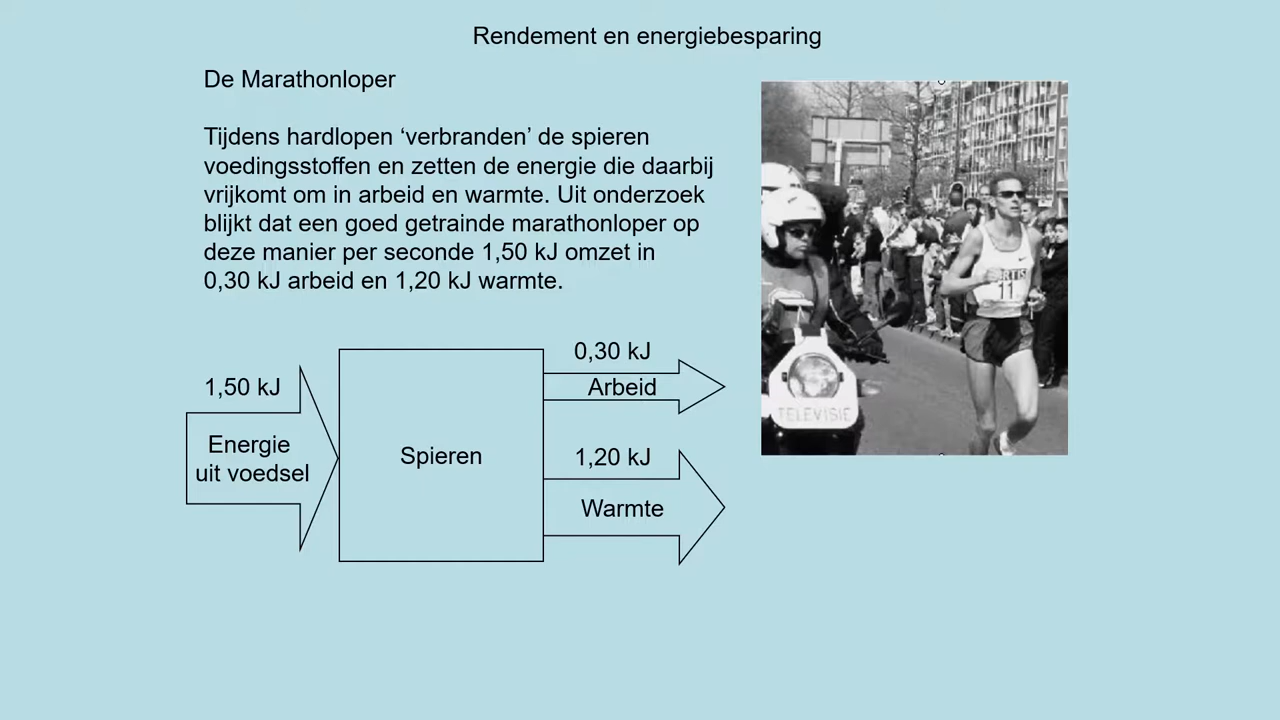 Rendement en energiebesparing
De Marathonloper
Tijdens hardlopen ‘verbranden’ de spieren
voedingsstoffen en zetten de energie die daarbij
vrijkomt om in arbeid en warmte. Uit onderzoek
blijkt dat een goed getrainde marathonloper op
deze manier per seconde 1,50 kJ omzet in
0,30 kJ arbeid en 1,20 kJ warmte.
1,50 kJ
Energie
uit voedsel
Spieren
0,30 kJ
Arbeid
1,20 kJ
Warmte
TELEVISIE
11